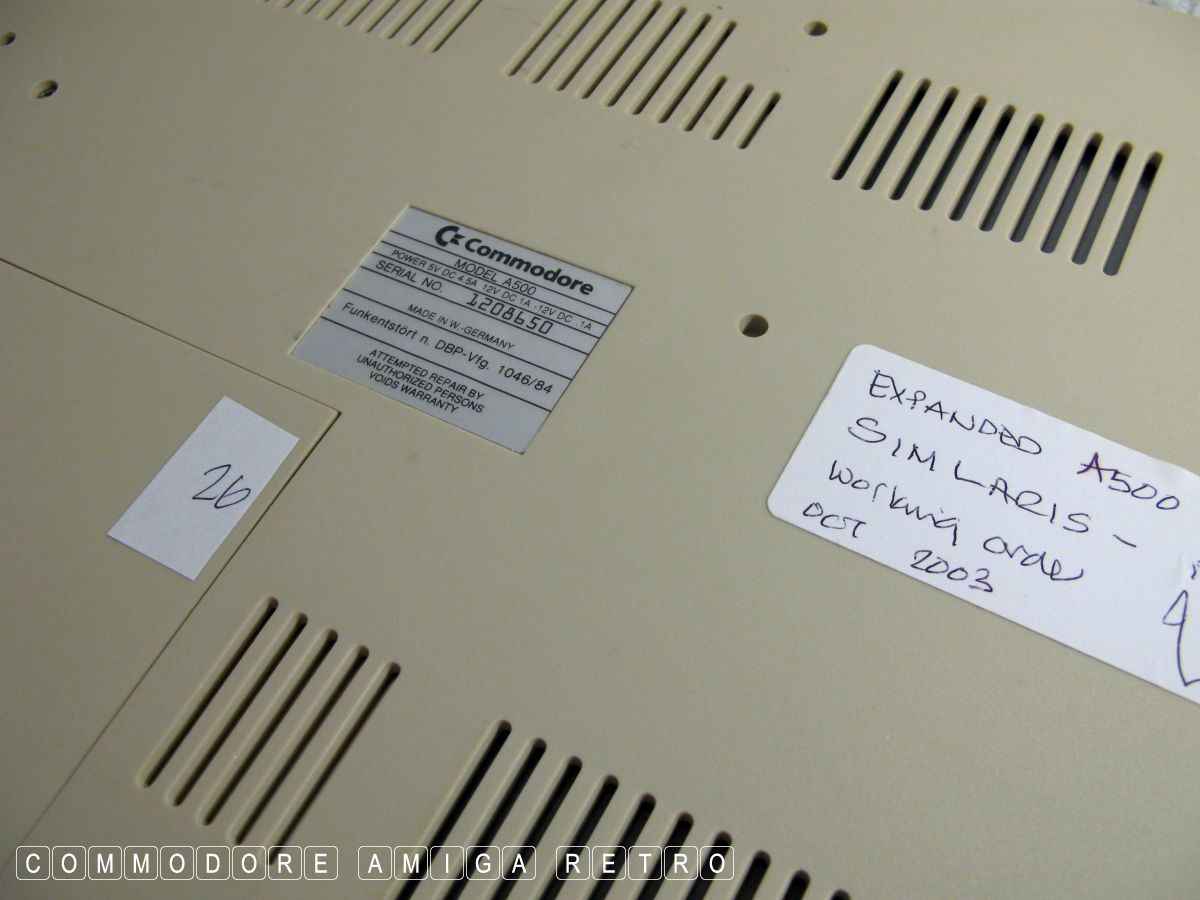 Commodore
MODEL A500
POWER 5V DC 4.5A 12V DC 1A -12V DC .1A
SERIAL NO. 1208650
MADE IN W.-GERMANY
Funkentstört n. DBP-Vfg. 1046/84
ATTEMPTED REPAIR BY
UNAUTHORIZED PERSONS
VOIDS WARRANTY
26
EXPANDED A500
SIM LARIS -
working order
OCT 2003
COMMODORE AMIGA RETRO